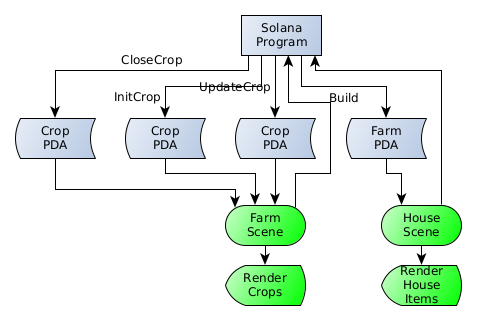 Solana
Program
CloseCrop
InitCrop
UpdateCrop
Build
Crop
PDA
Crop
PDA
Crop
PDA
Farm
PDA
Farm
Scene
House
Scene
Render
Crops
Render
House
Items